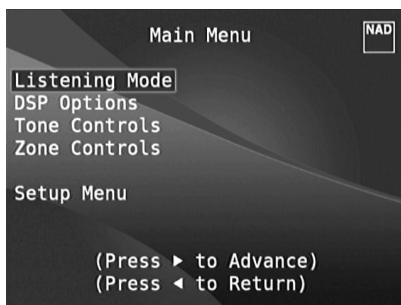 Main Menu
NAD
Listening Mode
DSP Options
Tone Controls
Zone Controls
Setup Menu
(Press ▶ to Advance)
(Press ◀ to Return)